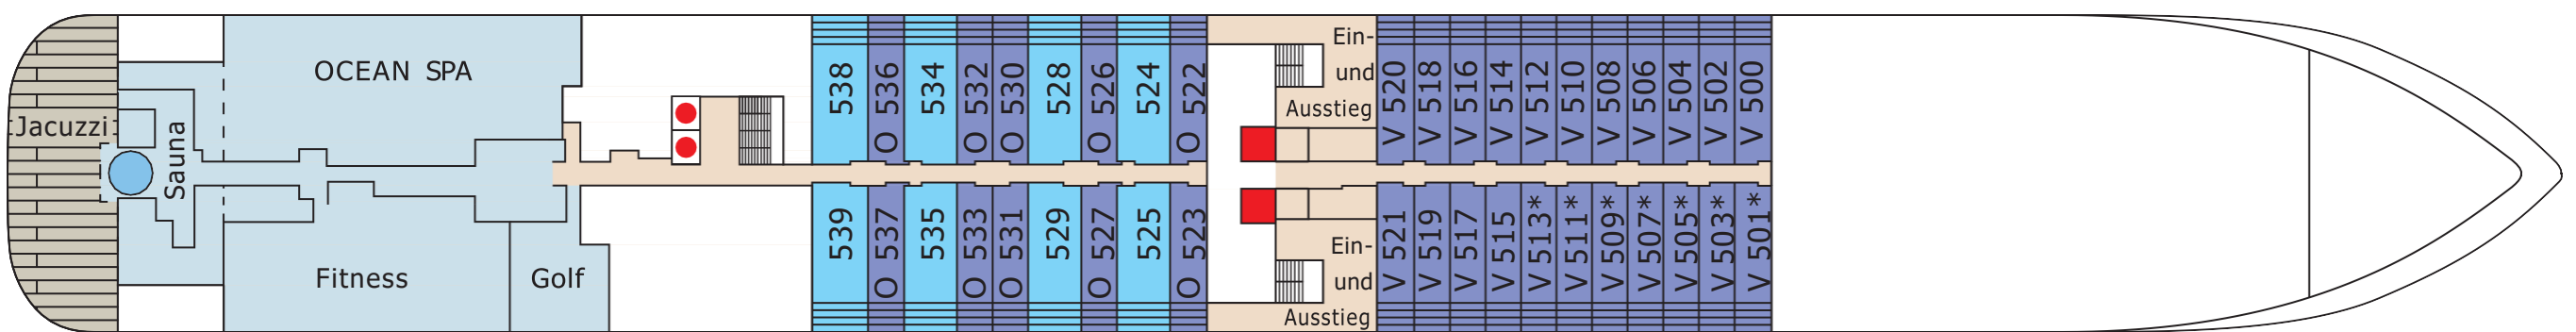 OCEAN SPA
Jacuzzi
Sauna
Fitness
Golf
538
O 536
534
O 532
O 530
528
O 526
524
O 522
539
O 537
535
O 533
O 531
529
O 527
525
O 523
Ein-
und
Ausstieg
Ein-
und
Ausstieg
V 520
V 518
V 516
V 514
V 512
V 510
V 508
V 506
V 504
V 502
V 500
V 521
V 519
V 517
V 515
V 513*
V 511*
V 509*
V 507*
V 505*
V 503*
V 501*